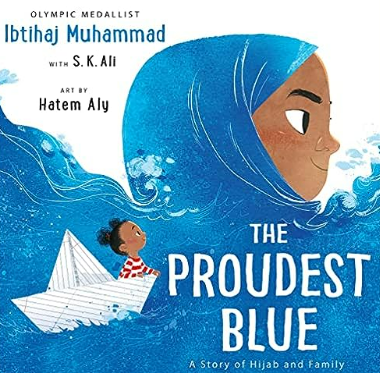 OLYMPIC MEDALLIST
Ibtihaj Muhammad
WITH S. K. Ali
ART BY
Hatem Aly
THE
PROUDEST
BLUE
A Story of Hijab and Family